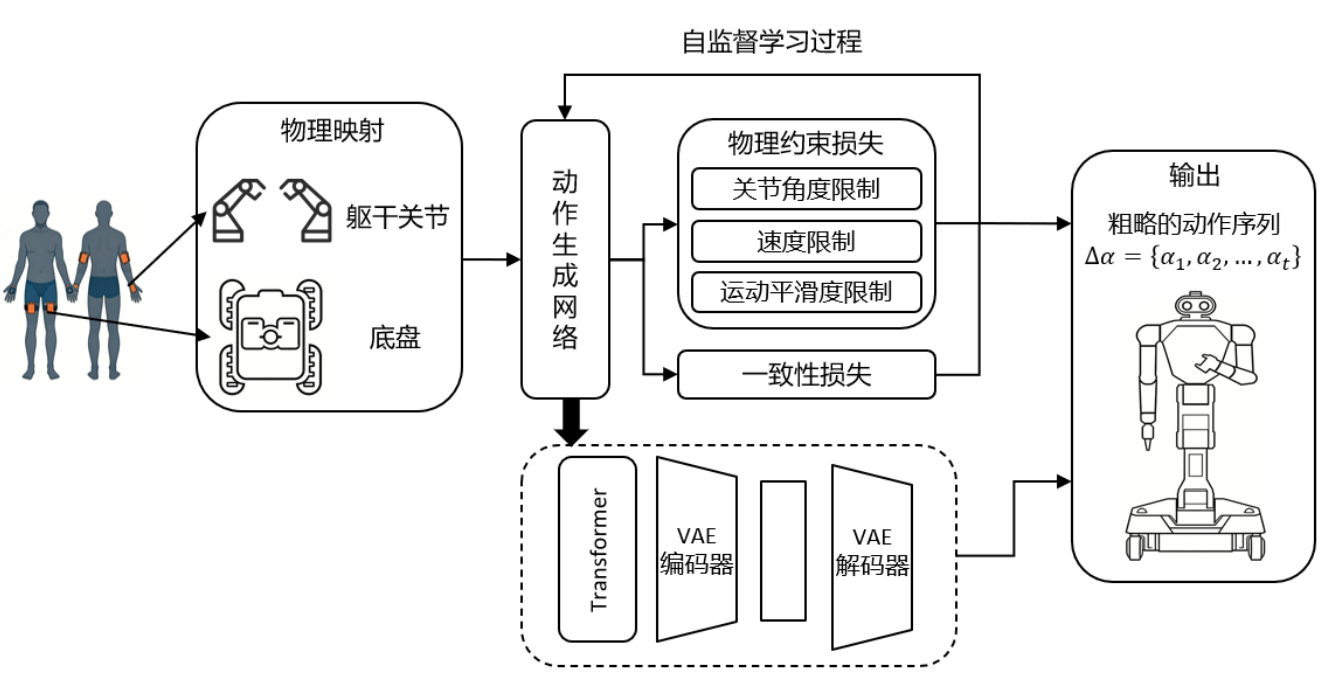 自监督学习过程
物理映射
躯干关节
底盘
动作生成网络
物理约束损失
关节角度限制
速度限制
运动平滑度限制
一致性损失
Transformer
VAE
编码器
VAE
解码器
输出
粗略的动作序列
Δα = {α₁, α₂, …, αₜ}